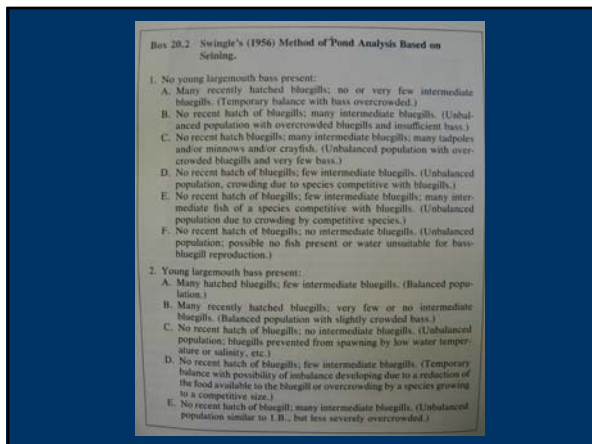 Box 20.2 Swingle's (1956) Method of Pond Analysis Based on
Seining.
1. No young largemouth bass present:
A. Many recently hatched bluegills; no or very few intermediate
bluegills. (Temporary balance with bass overcrowded.)
B. No recent hatch of bluegills; many intermediate bluegills. (Unbal-
anced population with overcrowded bluegills and insufficient bass.)
C. No recent hatch bluegills; many intermediate bluegills; many tadpoles
and/or minnows and/or crayfish. (Unbalanced population with over-
crowded bluegills and very few bass.)
D. No recent hatch of bluegills; few intermediate bluegills. (Unbalanced
population, crowding due to species competitive with bluegills.)
E. No recent hatch of bluegills; few intermediate bluegills; many inter-
mediate fish of a species competitive with bluegills. (Unbalanced
population due to crowding by competitive species.)
F. No recent hatch of bluegills; no intermediate bluegills. (Unbalanced
population; possible no fish present or water unsuitable for bass-
bluegill reproduction.)
2. Young largemouth bass present:
A. Many hatched bluegills; few intermediate bluegills. (Balanced popu-
lation.)
B. Many recently hatched bluegills; very few or no intermediate
bluegills. (Balanced population with slightly crowded bass.)
C. No recent hatch of bluegills; no intermediate bluegills. (Unbalanced
population; bluegills prevented from spawning by low water temper-
ature or salinity, etc.)
D. No recent hatch of bluegills; few intermediate bluegills. (Temporary
balance with possibility of imbalance developing due to a reduction of
the food available to the bluegill or overcrowding by a species growing
to a competitive size.)
E. No recent hatch of bluegill; many intermediate bluegills. (Unbalanced
population similar to 1.B., but less severely overcrowded.)